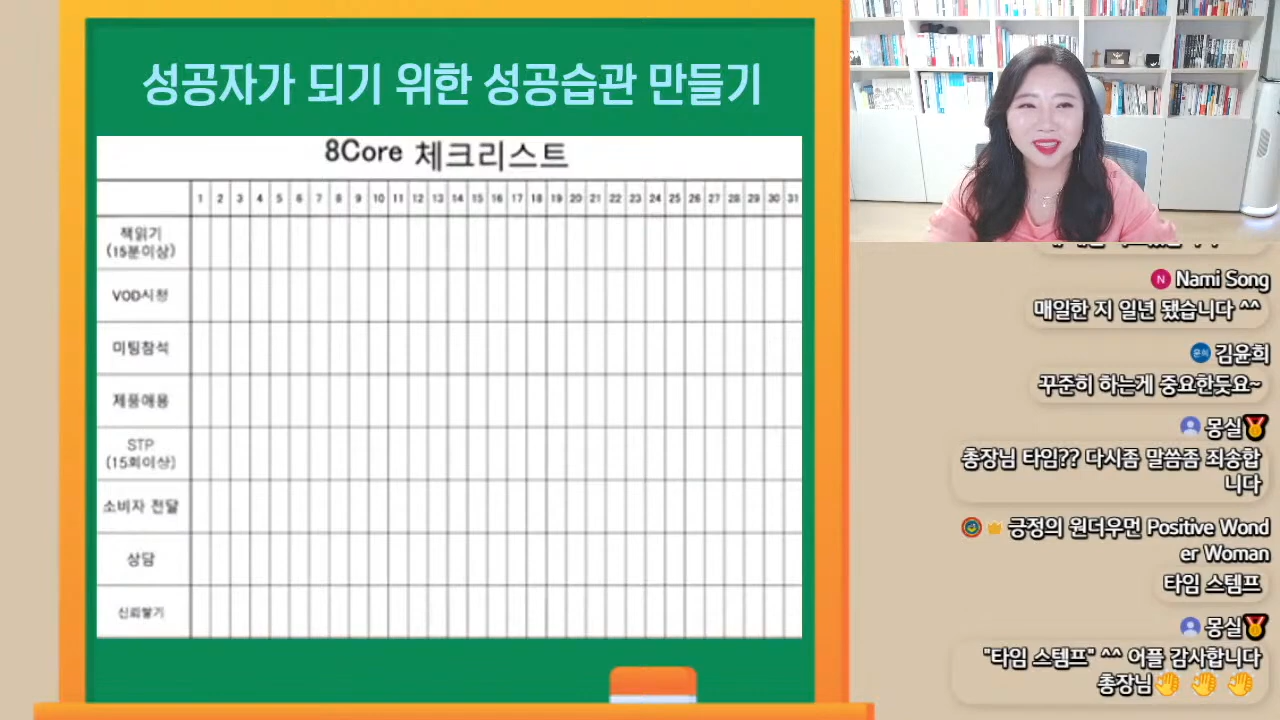 성공자가 되기 위한 성공습관 만들기
8Core 체크리스트
1 2 3 4 5 6 7 8 9 10 11 12 13 14 15 16 17 18 19 20 21 22 23 24 25 26 27 28 29 30 31
책읽기
(15분이상)
VOD시청
미팅참석
제품애용
STP
(15회이상)
소비자 전달
상담
신뢰쌓기
N Nami Song
매일한 지 일년 됐습니다 ^^
윤희 김윤희
꾸준히 하는게 중요한듯요~
몽실🏅
총장님 타임?? 다시좀 말씀좀 죄송합
니다
긍정의 원더우먼 Positive Wond
er Woman
타임 스템프
몽실🏅
"타임 스템프" ^^ 어플 감사합니다
총장님👏 👏 👏